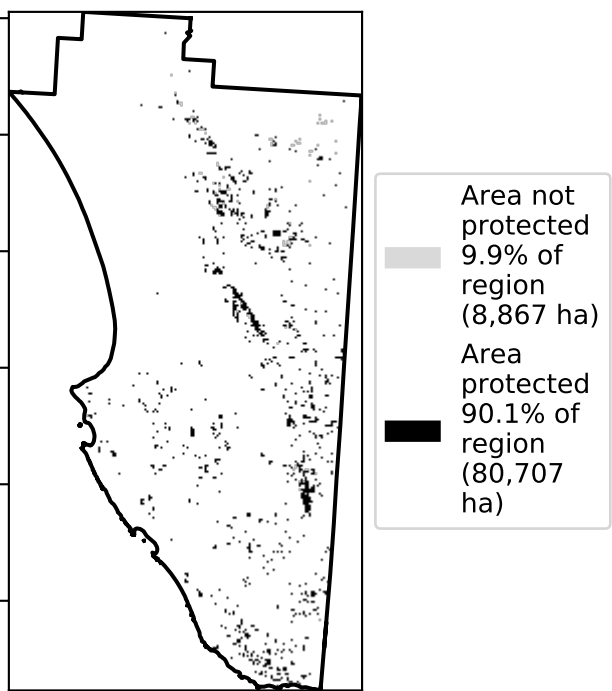 Area not
protected
9.9% of
region
(8,867 ha)
Area
protected
90.1% of
region
(80,707
ha)